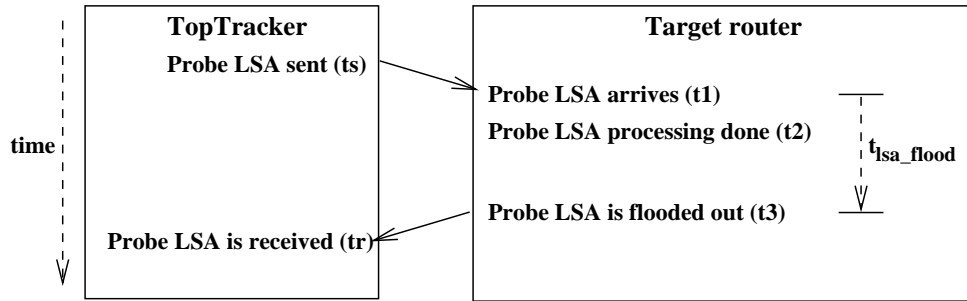 TopTracker
Target router
Probe LSA sent (ts)
Probe LSA arrives (t1)
Probe LSA processing done (t2)
time
t_lsa_flood
Probe LSA is flooded out (t3)
Probe LSA is received (tr)